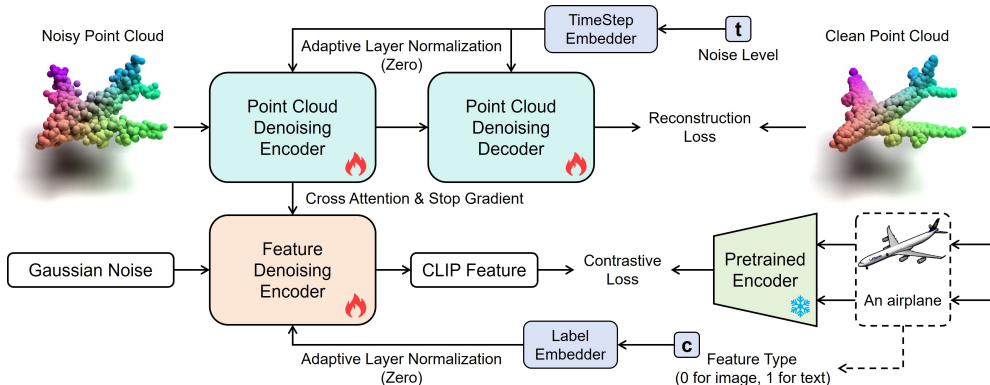 TimeStep
Embedder
t
Noise Level
Noisy Point Cloud
Adaptive Layer Normalization
(Zero)
Clean Point Cloud
Point Cloud
Denoising
Encoder
Point Cloud
Denoising
Decoder
Reconstruction
Loss
Cross Attention & Stop Gradient
Gaussian Noise
Feature
Denoising
Encoder
CLIP Feature
Contrastive
Loss
Pretrained
Encoder
An airplane
Adaptive Layer Normalization
(Zero)
Label
Embedder
c
Feature Type
(0 for image, 1 for text)